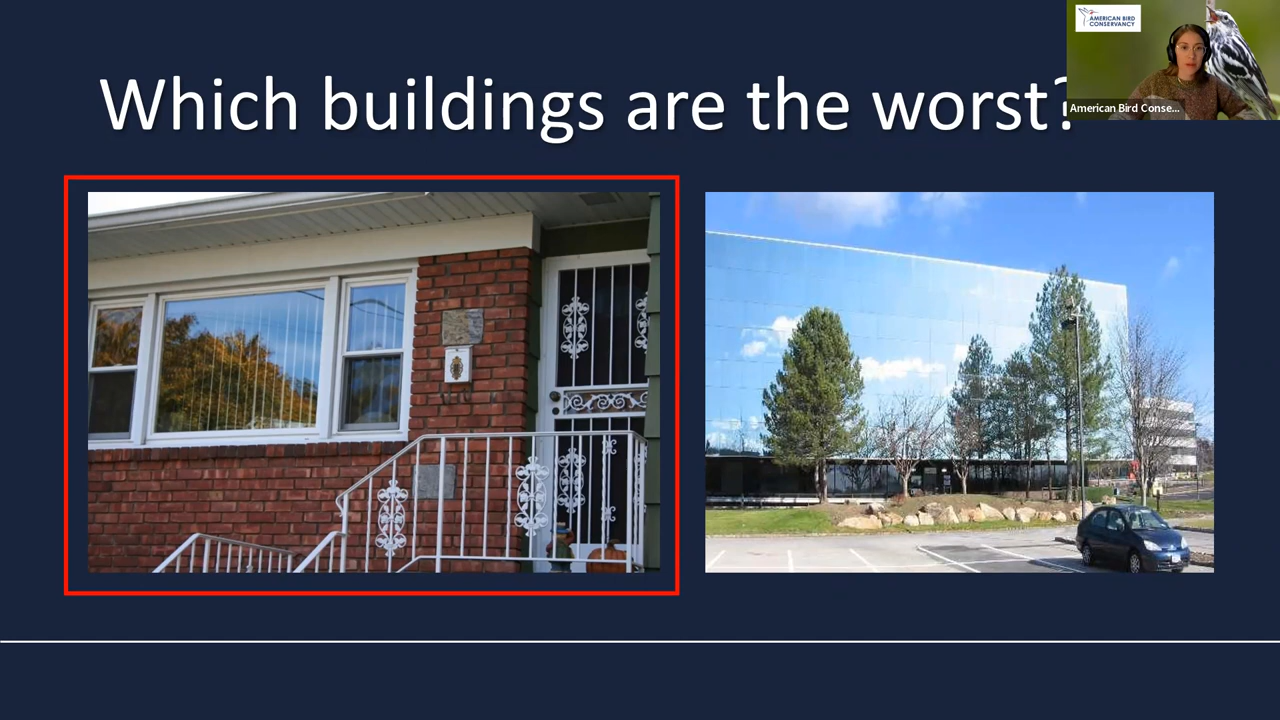 Which buildings are the worst?
AMERICAN BIRD
CONSERVANCY
American Bird Conse...